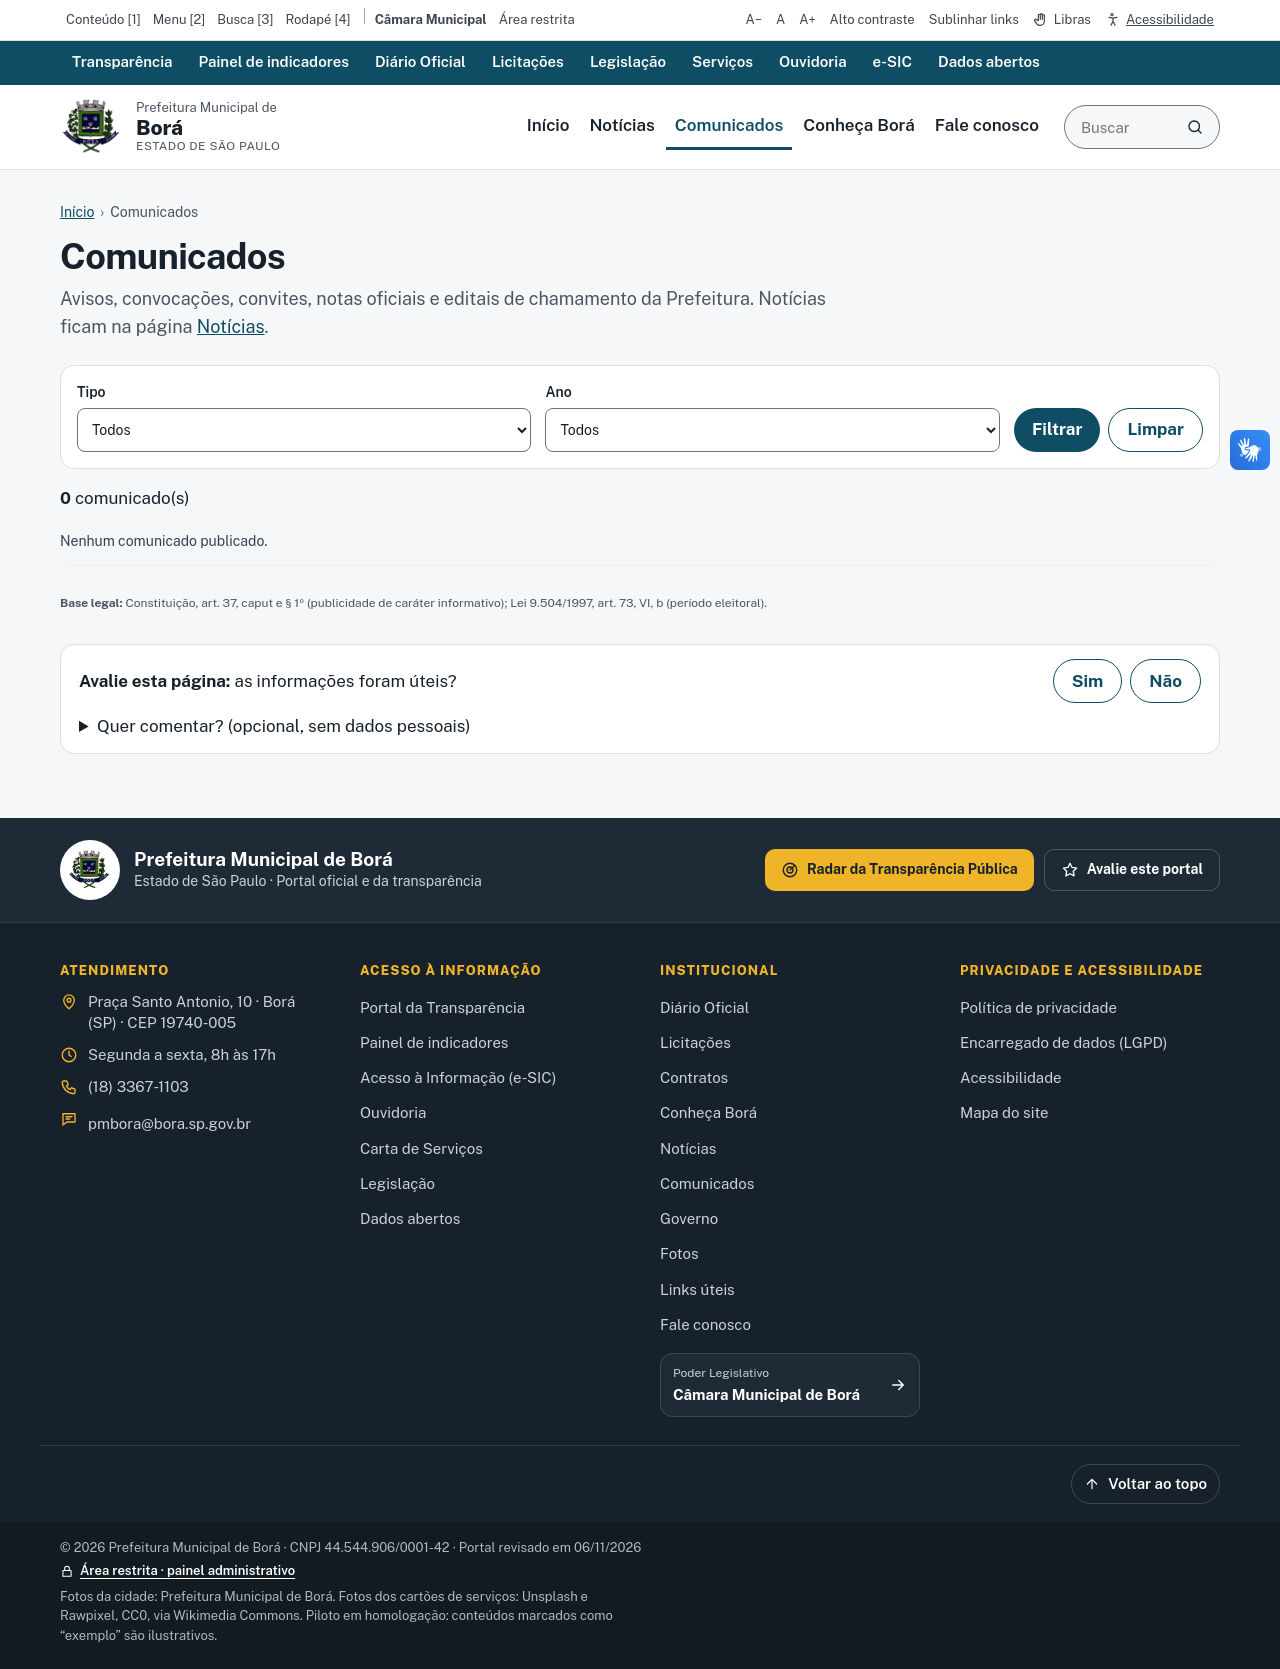 Conteúdo [1] Menu [2] Busca [3] Rodapé [4] Câmara Municipal Área restrita A− A A+ Alto contraste Sublinhar links Libras Acessibilidade
Transparência Painel de indicadores Diário Oficial Licitações Legislação Serviços Ouvidoria e-SIC Dados abertos
Prefeitura Municipal de
Borá
ESTADO DE SÃO PAULO
Início Notícias Comunicados Conheça Borá Fale conosco Buscar
Início › Comunicados
Comunicados
Avisos, convocações, convites, notas oficiais e editais de chamamento da Prefeitura. Notícias
ficam na página Notícias.
Tipo Ano
Todos Todos Filtrar Limpar
0 comunicado(s)
Nenhum comunicado publicado.
Base legal: Constituição, art. 37, caput e § 1º (publicidade de caráter informativo); Lei 9.504/1997, art. 73, VI, b (período eleitoral).
Avalie esta página: as informações foram úteis? Sim Não
Quer comentar? (opcional, sem dados pessoais)
Prefeitura Municipal de Borá
Estado de São Paulo · Portal oficial e da transparência
Radar da Transparência Pública Avalie este portal
ATENDIMENTO
Praça Santo Antonio, 10 · Borá
(SP) · CEP 19740-005
Segunda a sexta, 8h às 17h
(18) 3367-1103
pmbora@bora.sp.gov.br
ACESSO À INFORMAÇÃO
Portal da Transparência
Painel de indicadores
Acesso à Informação (e-SIC)
Ouvidoria
Carta de Serviços
Legislação
Dados abertos
INSTITUCIONAL
Diário Oficial
Licitações
Contratos
Conheça Borá
Notícias
Comunicados
Governo
Fotos
Links úteis
Fale conosco
Poder Legislativo
Câmara Municipal de Borá
PRIVACIDADE E ACESSIBILIDADE
Política de privacidade
Encarregado de dados (LGPD)
Acessibilidade
Mapa do site
Voltar ao topo
© 2026 Prefeitura Municipal de Borá · CNPJ 44.544.906/0001-42 · Portal revisado em 06/11/2026
Área restrita · painel administrativo
Fotos da cidade: Prefeitura Municipal de Borá. Fotos dos cartões de serviços: Unsplash e
Rawpixel, CC0, via Wikimedia Commons. Piloto em homologação: conteúdos marcados como
“exemplo” são ilustrativos.